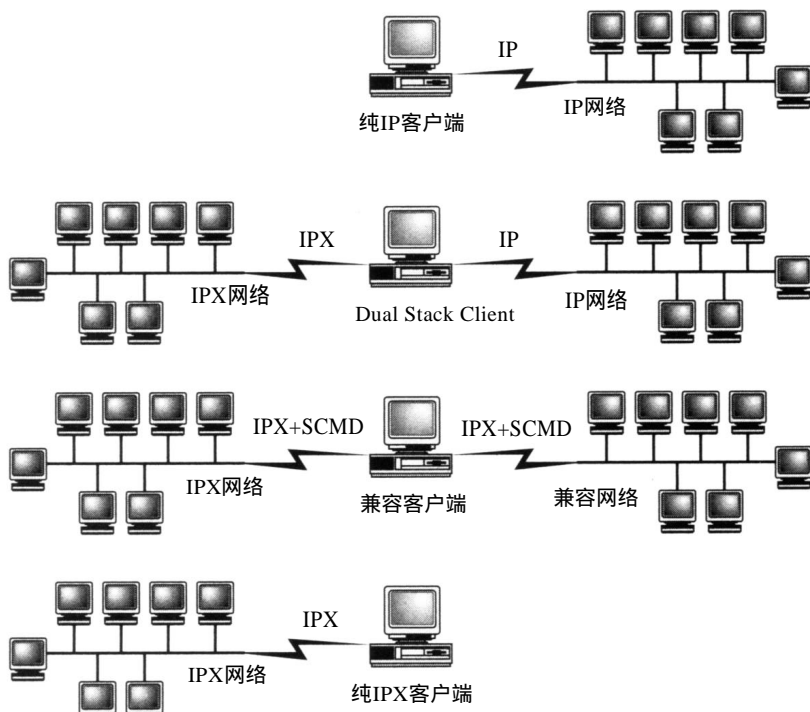 IP
IP网络
纯IP客户端
IPX
IP
IPX网络
IP网络
Dual Stack Client
IPX+SCMD
IPX+SCMD
IPX网络
兼容客户端
兼容网络
IPX
IPX网络
纯IPX客户端